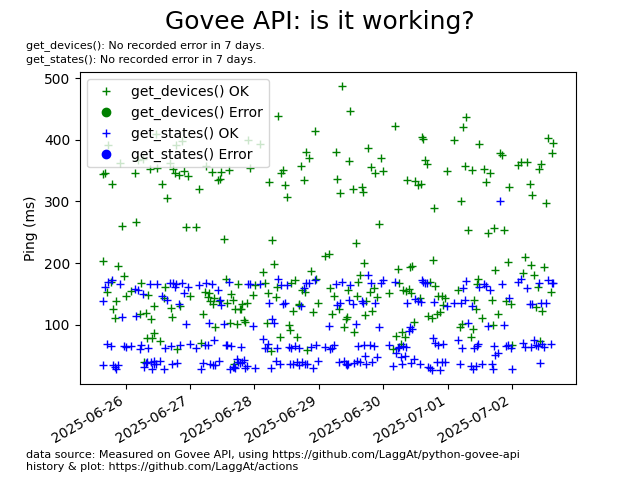 Govee API: is it working?
get_devices(): No recorded error in 7 days.
get_states(): No recorded error in 7 days.
get_devices() OK
get_devices() Error
get_states() OK
get_states() Error
Ping (ms)
500
400
300
200
100
2025-06-26
2025-06-27
2025-06-28
2025-06-29
2025-06-30
2025-07-01
2025-07-02
data source: Measured on Govee API, using https://github.com/LaggAt/python-govee-api
history & plot: https://github.com/LaggAt/actions